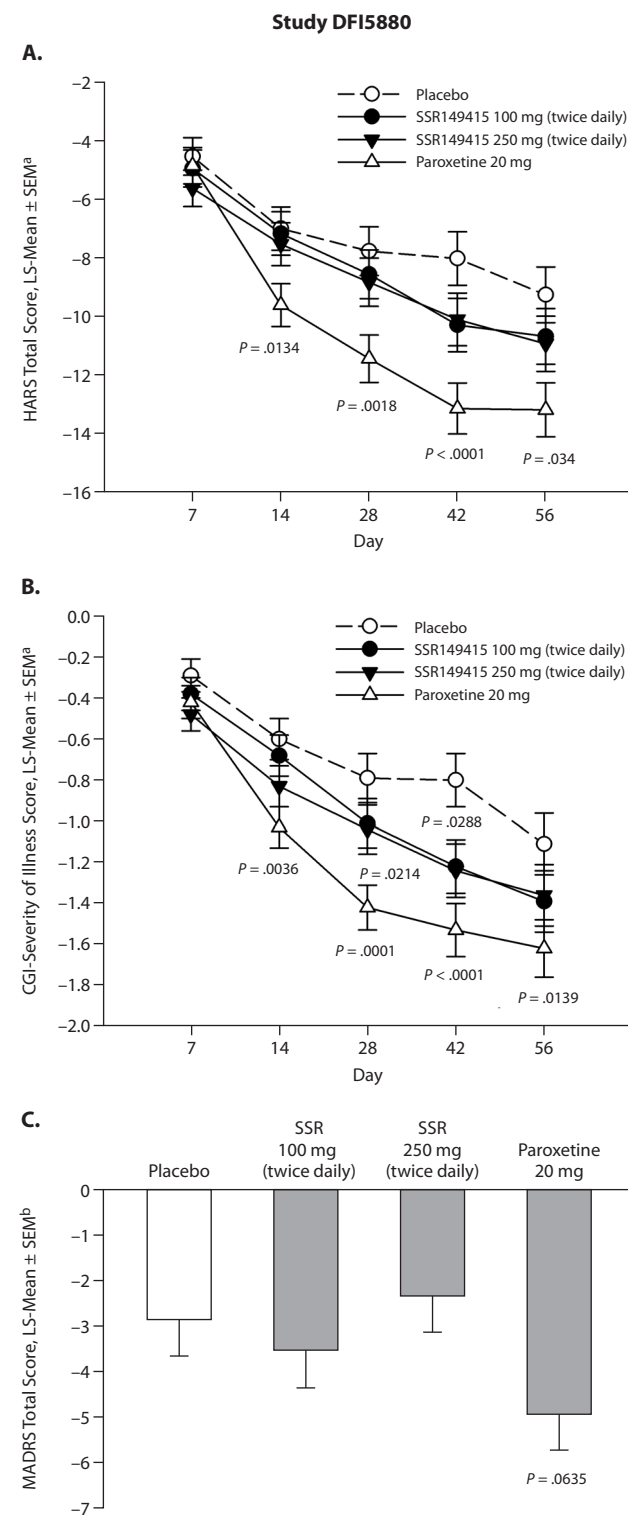 Study DFI5880
A.
HARS Total Score, LS-Mean ± SEMᵃ
−2
−4
−6
−8
−10
−12
−14
−16
Placebo
SSR149415 100 mg (twice daily)
SSR149415 250 mg (twice daily)
Paroxetine 20 mg
P = .0134
P = .0018
P < .0001
P = .034
7 14 28 42 56
Day
B.
CGI-Severity of Illness Score, LS-Mean ± SEMᵃ
0.0
−0.2
−0.4
−0.6
−0.8
−1.0
−1.2
−1.4
−1.6
−1.8
−2.0
Placebo
SSR149415 100 mg (twice daily)
SSR149415 250 mg (twice daily)
Paroxetine 20 mg
P = .0288
P = .0036
P = .0214
P = .0001
P < .0001
P = .0139
7 14 28 42 56
Day
C.
MADRS Total Score, LS-Mean ± SEMᵇ
Placebo
SSR
100 mg
(twice daily)
SSR
250 mg
(twice daily)
Paroxetine
20 mg
0
−1
−2
−3
−4
−5
−6
−7
P = .0635